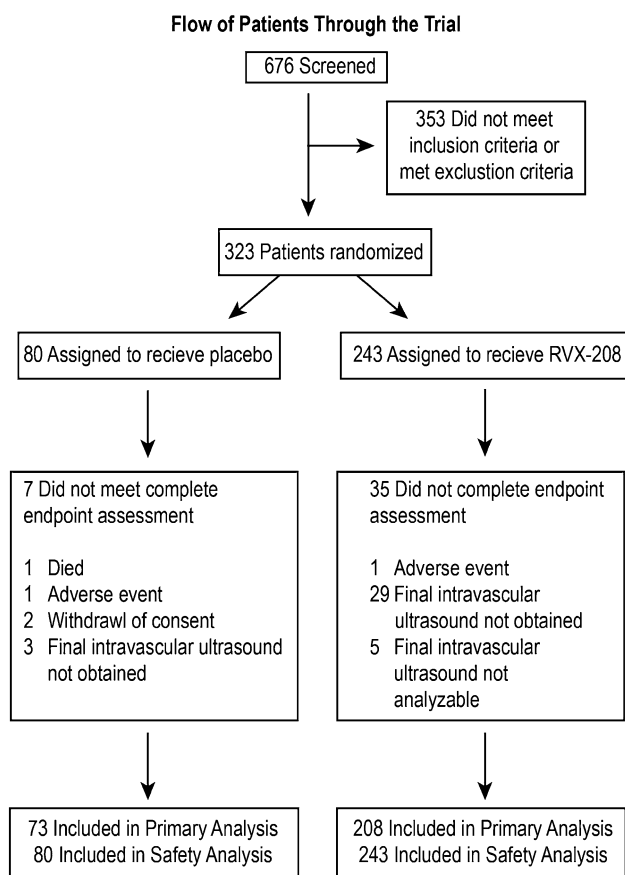 Flow of Patients Through the Trial
676 Screened
353 Did not meet
inclusion criteria or
met exclustion criteria
323 Patients randomized
80 Assigned to recieve placebo
243 Assigned to recieve RVX-208
7 Did not meet complete
endpoint assessment
1 Died
1 Adverse event
2 Withdrawl of consent
3 Final intravascular ultrasound
not obtained
35 Did not complete endpoint
assessment
1 Adverse event
29 Final intravascular
ultrasound not obtained
5 Final intravascular
ultrasound not
analyzable
73 Included in Primary Analysis
80 Included in Safety Analysis
208 Included in Primary Analysis
243 Included in Safety Analysis